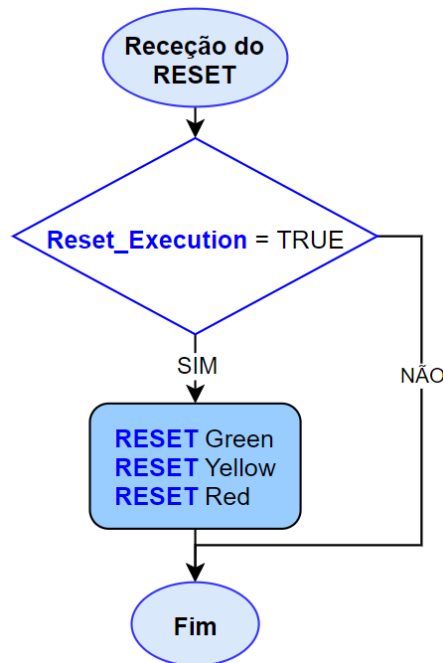 Receção do
RESET
Reset_Execution = TRUE
SIM
NÃO
RESET Green
RESET Yellow
RESET Red
Fim